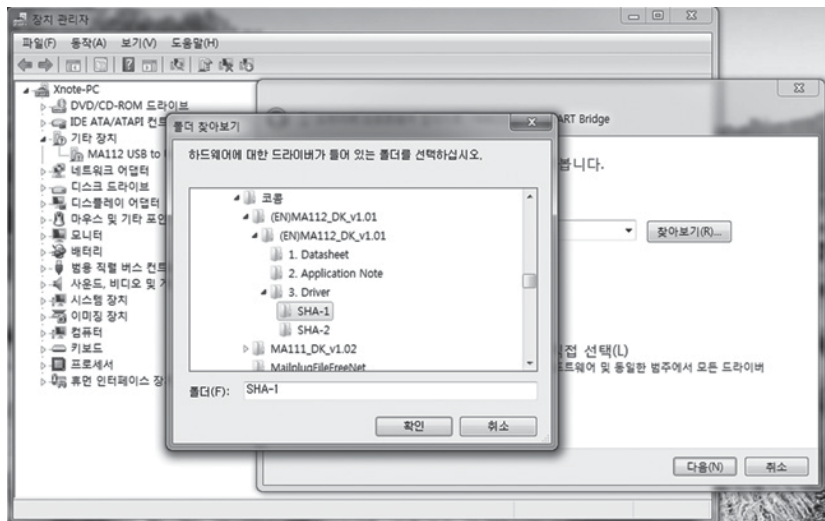 장치 관리자
파일(F) 동작(A) 보기(V) 도움말(H)
Xnote-PC
DVD/CD-ROM 드라이브
IDE ATA/ATAPI 컨트
기타 장치
MA112 USB to
네트워크 어댑터
디스크 드라이브
디스플레이 어댑터
마우스 및 기타 포인
모니터
배터리
범용 직렬 버스 컨트
사운드, 비디오 및 기
시스템 장치
이미징 장치
컴퓨터
키보드
프로세서
휴먼 인터페이스 장
ART Bridge
봅니다.
찾아보기(R)...
직접 선택(L)
프트웨어 및 동일한 범주에서 모든 드라이버
다음(N) 취소
폴더 찾아보기
하드웨어에 대한 드라이버가 들어 있는 폴더를 선택하십시오.
코콤
(EN)MA112_DK_v1.01
(EN)MA112_DK_v1.01
1. Datasheet
2. Application Note
3. Driver
SHA-1
SHA-2
MA111_DK_v1.02
MailplugFileFreeNet
폴더(F): SHA-1
확인 취소